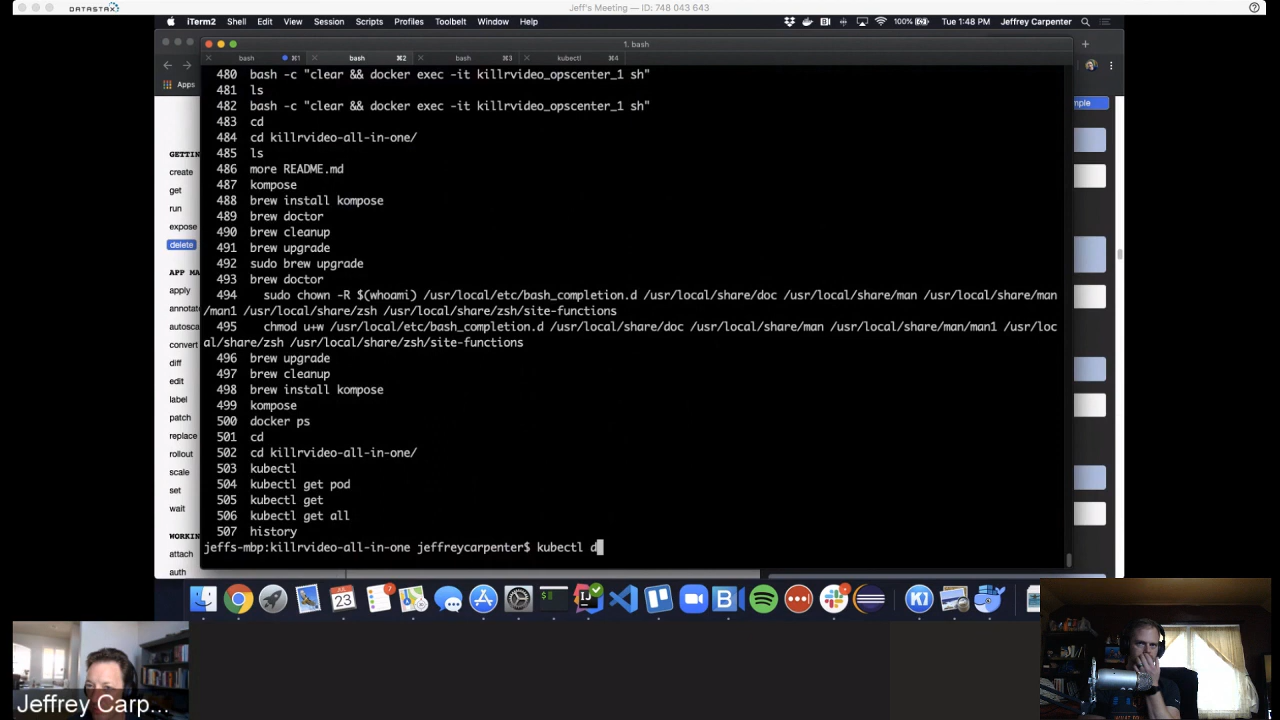 DATASTAX
Jeff's Meeting — ID: 748 043 643
iTerm2 Shell Edit View Session Scripts Profiles Toolbelt Window Help
100% Tue 1:48 PM Jeffrey Carpenter
1. bash
bash ⌘1 bash ⌘2 bash ⌘3 kubectl ⌘4
Apps
mple
GETTIN
create
get
run
expose
delete
APP MA
apply
annotate
autosca
convert
diff
edit
label
patch
replace
rollout
scale
set
wait
WORKIN
attach
auth
480 bash -c "clear && docker exec -it killrvideo_opscenter_1 sh"
481 ls
482 bash -c "clear && docker exec -it killrvideo_opscenter_1 sh"
483 cd
484 cd killrvideo-all-in-one/
485 ls
486 more README.md
487 kompose
488 brew install kompose
489 brew doctor
490 brew cleanup
491 brew upgrade
492 sudo brew upgrade
493 brew doctor
494 sudo chown -R $(whoami) /usr/local/etc/bash_completion.d /usr/local/share/doc /usr/local/share/man /usr/local/share/man
/man1 /usr/local/share/zsh /usr/local/share/zsh/site-functions
495 chmod u+w /usr/local/etc/bash_completion.d /usr/local/share/doc /usr/local/share/man /usr/local/share/man/man1 /usr/loc
al/share/zsh /usr/local/share/zsh/site-functions
496 brew upgrade
497 brew cleanup
498 brew install kompose
499 kompose
500 docker ps
501 cd
502 cd killrvideo-all-in-one/
503 kubectl
504 kubectl get pod
505 kubectl get
506 kubectl get all
507 history
jeffs-mbp:killrvideo-all-in-one jeffreycarpenter$ kubectl d
JUL
23
7
Jeffrey Carp...